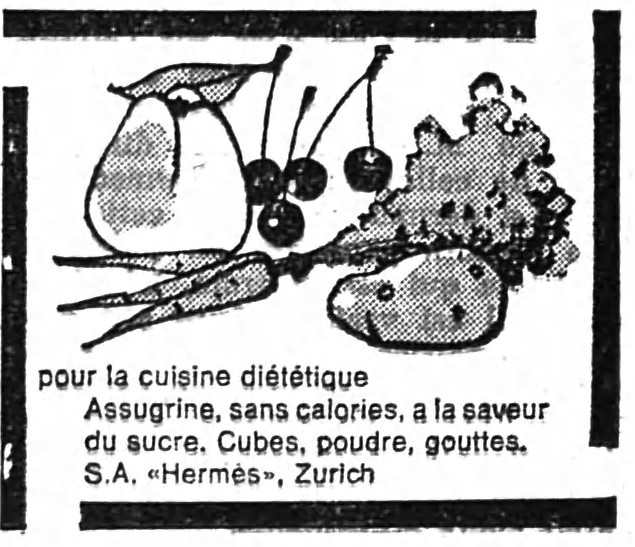 pour la cuisine diététique
Assugrine, sans calories, a la saveur
du sucre. Cubes, poudre, gouttes.
S.A. «Hermès», Zurich